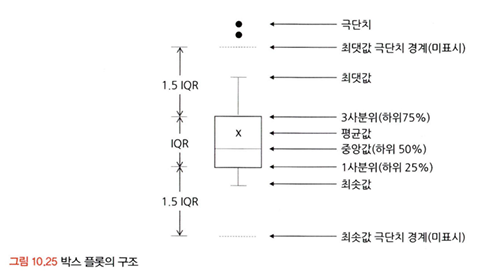 극단치
최댓값 극단치 경계(미표시)
최댓값
1.5 IQR
3사분위(하위75%)
x
평균값
IQR
중앙값(하위 50%)
1사분위(하위 25%)
최솟값
1.5 IQR
최솟값 극단치 경계(미표시)
그림 10.25 박스 플롯의 구조